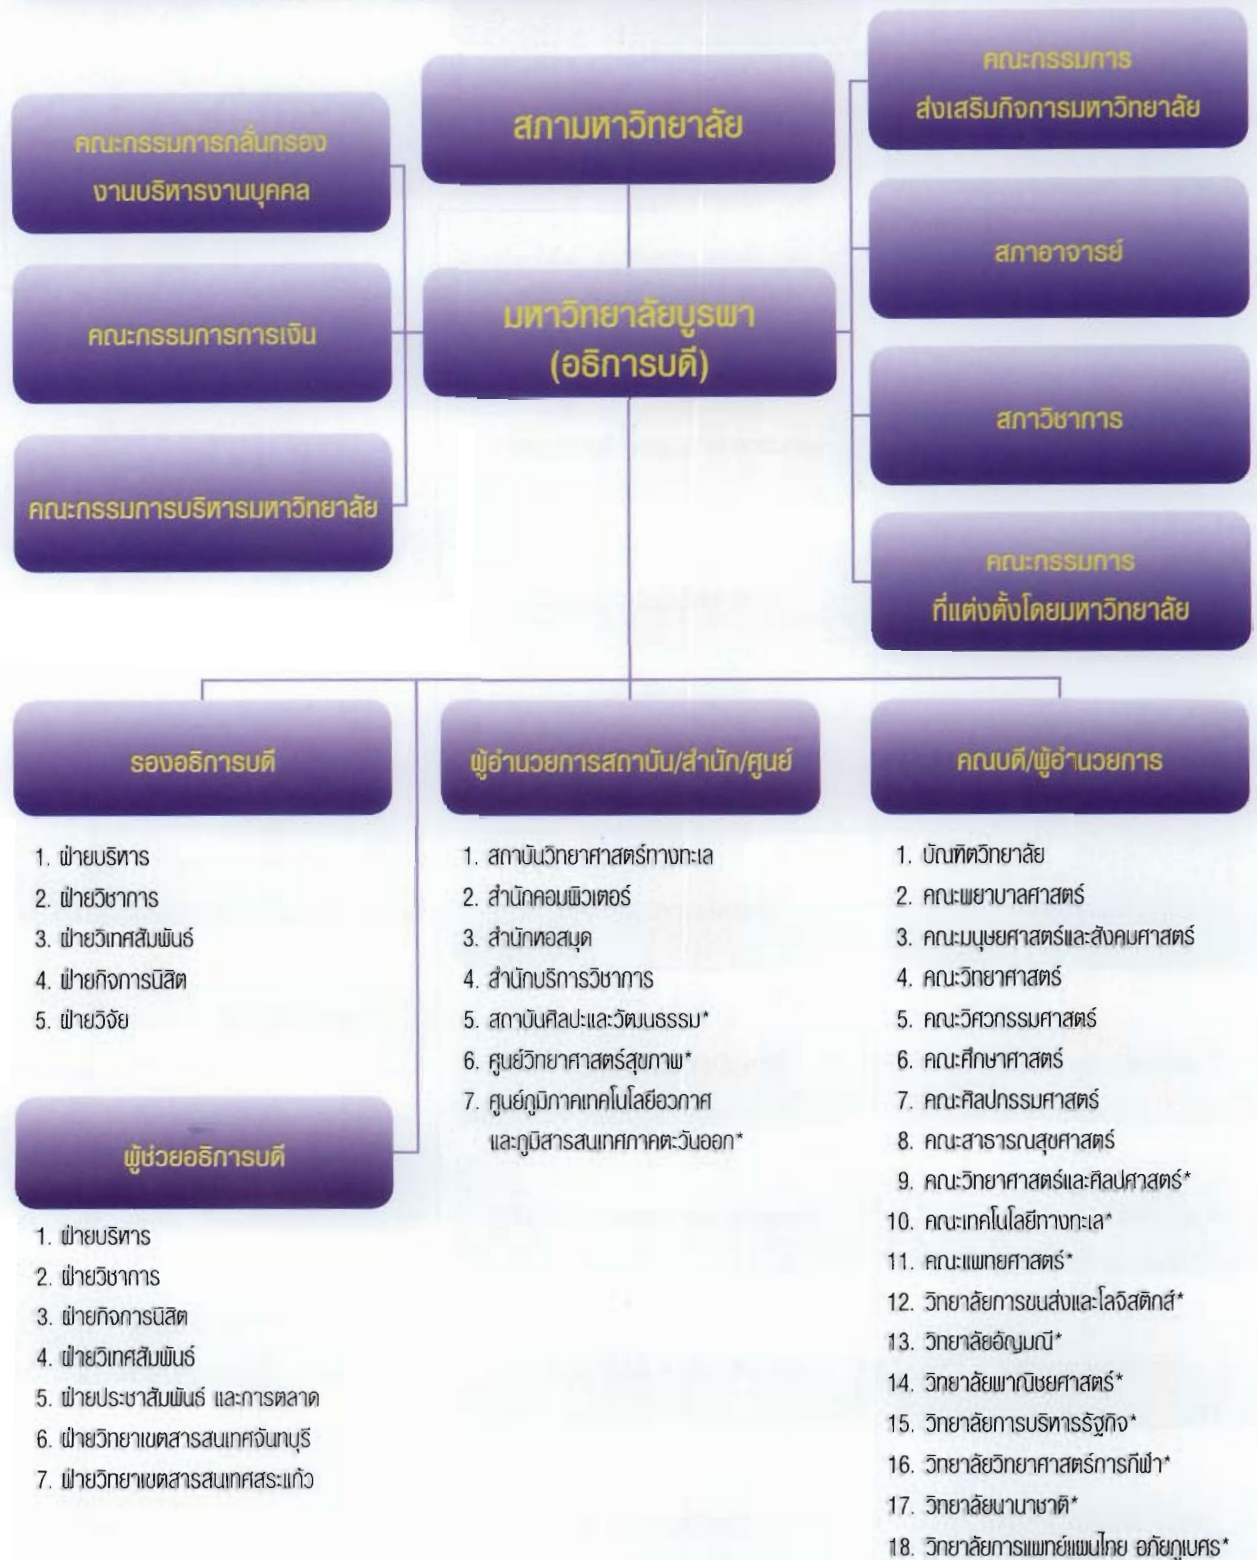 สภามหาวิทยาลัย
คณะกรรมการกลั่นกรอง
งานบริหารงานบุคคล
คณะกรรมการการเงิน
คณะกรรมการบริหารมหาวิทยาลัย
มหาวิทยาลัยบูรพา
(อธิการบดี)
คณะกรรมการ
ส่งเสริมกิจการมหาวิทยาลัย
สภาอาจารย์
สภาวิชาการ
คณะกรรมการ
ที่แต่งตั้งโดยมหาวิทยาลัย
รองอธิการบดี
1. ฝ่ายบริหาร
2. ฝ่ายวิชาการ
3. ฝ่ายวิเทศสัมพันธ์
4. ฝ่ายกิจการนิสิต
5. ฝ่ายวิจัย
ผู้ช่วยอธิการบดี
1. ฝ่ายบริหาร
2. ฝ่ายวิชาการ
3. ฝ่ายกิจการนิสิต
4. ฝ่ายวิเทศสัมพันธ์
5. ฝ่ายประชาสัมพันธ์ และการตลาด
6. ฝ่ายวิทยาเขตสารสนเทศจันทบุรี
7. ฝ่ายวิทยาเขตสารสนเทศสระแก้ว
ผู้อำนวยการสถาบัน/สำนัก/ศูนย์
1. สถาบันวิทยาศาสตร์ทางทะเล
2. สำนักคอมพิวเตอร์
3. สำนักหอสมุด
4. สำนักบริการวิชาการ
5. สถาบันศิลปะและวัฒนธรรม*
6. ศูนย์วิทยาศาสตร์สุขภาพ*
7. ศูนย์ภูมิภาคเทคโนโลยีอวกาศ
และภูมิสารสนเทศภาคตะวันออก*
คณบดี/ผู้อำนวยการ
1. บัณฑิตวิทยาลัย
2. คณะพยาบาลศาสตร์
3. คณะมนุษยศาสตร์และสังคมศาสตร์
4. คณะวิทยาศาสตร์
5. คณะวิศวกรรมศาสตร์
6. คณะศึกษาศาสตร์
7. คณะศิลปกรรมศาสตร์
8. คณะสาธารณสุขศาสตร์
9. คณะวิทยาศาสตร์และศิลปศาสตร์*
10. คณะเทคโนโลยีทางทะเล*
11. คณะแพทยศาสตร์*
12. วิทยาลัยการขนส่งและโลจิสติกส์*
13. วิทยาลัยอัญมณี*
14. วิทยาลัยพาณิชยศาสตร์*
15. วิทยาลัยการบริหารรัฐกิจ*
16. วิทยาลัยวิทยาศาสตร์การกีฬา*
17. วิทยาลัยนานาชาติ*
18. วิทยาลัยการแพทย์แผนไทย อภัยภูเบศร*